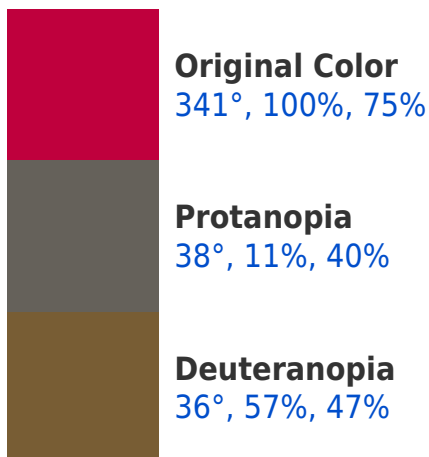 Original Color
341°, 100%, 75%
Protanopia
38°, 11%, 40%
Deuteranopia
36°, 57%, 47%